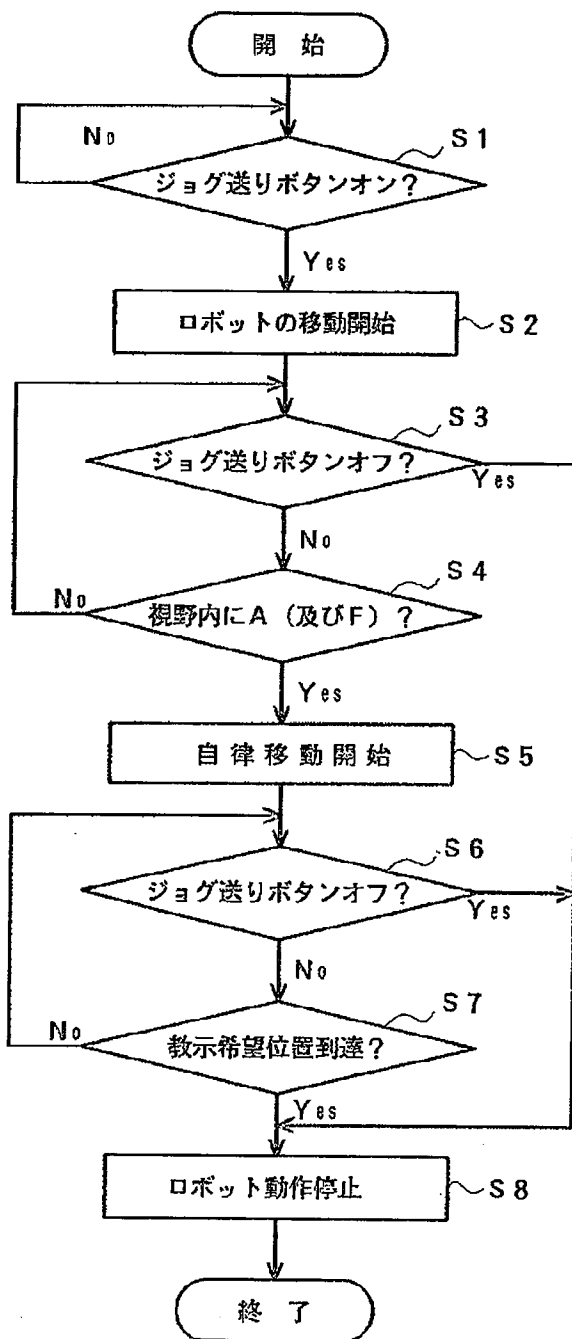 開始
No
S1
ジョグ送りボタンオン?
Yes
ロボットの移動開始
S2
S3
ジョグ送りボタンオフ?
Yes
No
S4
No
視野内にA(及びF)?
Yes
自律移動開始
S5
S6
ジョグ送りボタンオフ?
Yes
No
S7
No
教示希望位置到達?
Yes
ロボット動作停止
S8
終了